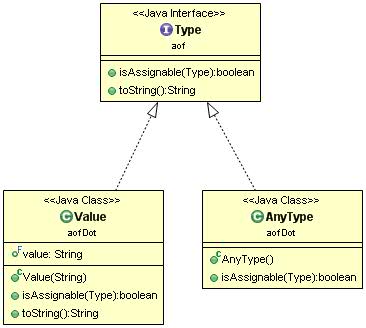 <<Java Interface>>
Type
aof
isAssignable(Type):boolean
toString():String
<<Java Class>>
Value
aofDot
value: String
Value(String)
isAssignable(Type):boolean
toString():String
<<Java Class>>
AnyType
aofDot
AnyType()
isAssignable(Type):boolean